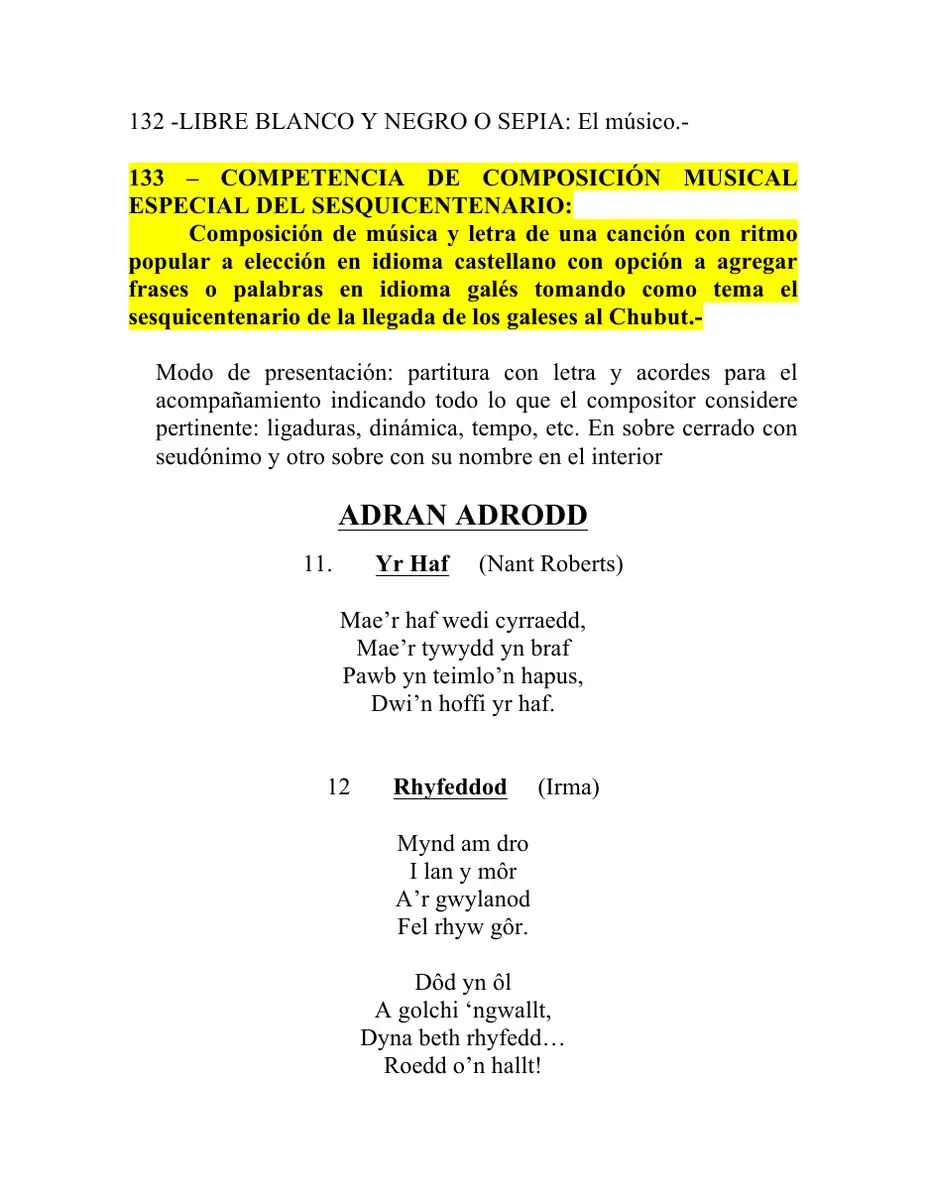 132 -LIBRE BLANCO Y NEGRO O SEPIA: El músico.-
133 – COMPETENCIA DE COMPOSICIÓN MUSICAL
ESPECIAL DEL SESQUICENTENARIO:
Composición de música y letra de una canción con ritmo
popular a elección en idioma castellano con opción a agregar
frases o palabras en idioma galés tomando como tema el
sesquicentenario de la llegada de los galeses al Chubut.-
Modo de presentación: partitura con letra y acordes para el
acompañamiento indicando todo lo que el compositor considere
pertinente: ligaduras, dinámica, tempo, etc. En sobre cerrado con
seudónimo y otro sobre con su nombre en el interior
ADRAN ADRODD
11. Yr Haf (Nant Roberts)
Mae’r haf wedi cyrraedd,
Mae’r tywydd yn braf
Pawb yn teimlo’n hapus,
Dwi’n hoffi yr haf.
12 Rhyfeddod (Irma)
Mynd am dro
I lan y môr
A’r gwylanod
Fel rhyw gôr.
Dôd yn ôl
A golchi ‘ngwallt,
Dyna beth rhyfedd…
Roedd o’n hallt!